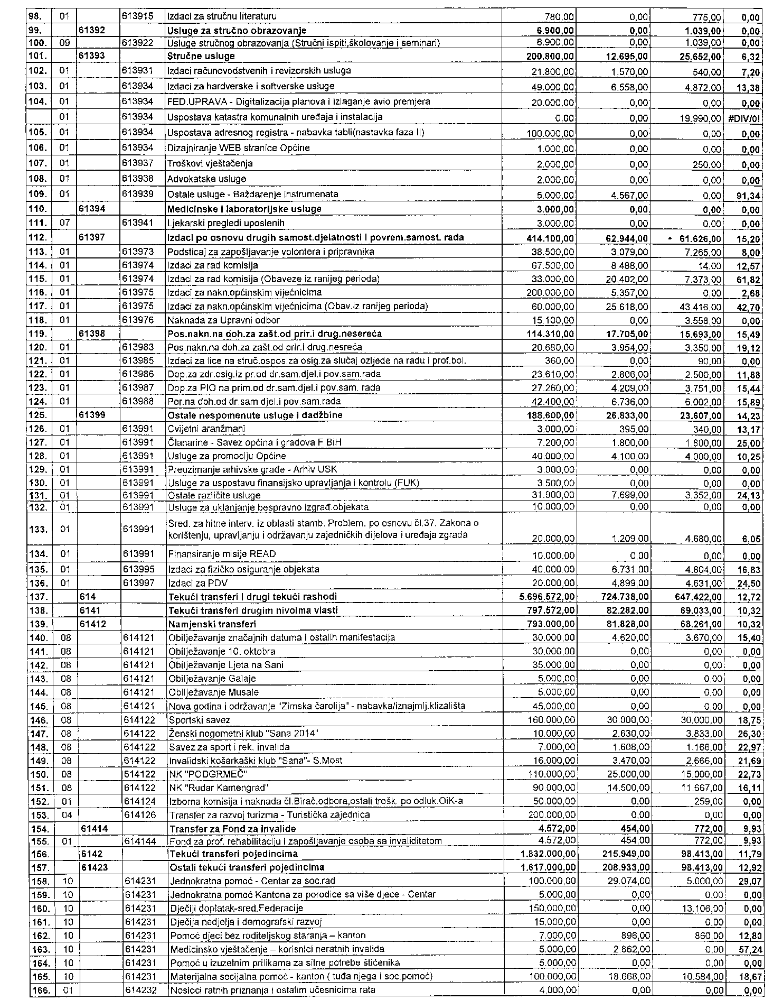 98. 01 613915 Izdaci za stručnu literaturu 780,00 0,00 775,00 0,00
99. 61392 Usluge za stručno obrazovanje 6.900,00 0,00 1.039,00 0,00
100. 09 613922 Usluge stručnog obrazovanja (Stručni ispiti,školovanje i seminari) 6.900,00 0,00 1.039,00 0,00
101. 61393 Stručne usluge 200.800,00 12.695,00 25.652,00 6,32
102. 01 613931 Izdaci računovodstvenih i revizorskih usluga 21.800,00 1.570,00 540,00 7,20
103. 01 613934 Izdaci za hardverske i softverske usluge 49.000,00 6.558,00 4.872,00 13,38
104. 01 613934 FED.UPRAVA - Digitalizacija planova i izlaganje avio premjera 20.000,00 0,00 0,00 0,00
01 613934 Uspostava katastra komunalnih uređaja i instalacija 0,00 0,00 19.990,00 #DIV/0!
105. 01 613934 Uspostava adresnog registra - nabavka tabli(nastavka faza II) 100.000,00 0,00 0,00 0,00
106. 01 613934 Dizajniranje WEB stranice Općine 1.000,00 0,00 0,00 0,00
107. 01 613937 Troškovi vještačenja 2.000,00 0,00 250,00 0,00
108. 01 613938 Advokatske usluge 2.000,00 0,00 0,00 0,00
109. 01 613939 Ostale usluge - Baždarenje instrumenata 5.000,00 4.567,00 0,00 91,34
110. 61394 Medicinske i laboratorijske usluge 3.000,00 0,00 0,00 0,00
111. 07 613941 Ljekarski pregledi uposlenih 3.000,00 0,00 0,00 0,00
112. 61397 Izdaci po osnovu drugih samost.djelatnosti i povrem.samost. rada 414.100,00 62.944,00 61.626,00 15,20
113. 01 613973 Podsticaj za zapošljavanje volontera i pripravnika 38.500,00 3.079,00 7.265,00 8,00
114. 01 613974 Izdaci za rad komisija 67.500,00 8.488,00 14,00 12,57
115. 01 613974 Izdaci za rad komisija (Obaveze iz ranijeg perioda) 33.000,00 20.402,00 7.373,00 61,82
116. 01 613975 Izdaci za nakn.općinskim vijećnicima 200.000,00 5.357,00 0,00 2,68
117. 01 613975 Izdaci za nakn.općinskim vijećnicima (Obav.iz ranijeg perioda) 60.000,00 25.618,00 43.416,00 42,70
118. 01 613976 Naknada za Upravni odbor 15.100,00 0,00 3.558,00 0,00
119. 61398 Pos.nakn.na doh.za zašt.od prir.i drug.nesereća 114.310,00 17.705,00 15.693,00 15,49
120. 01 613983 Pos.nakn.na doh.za zašt.od prir.i drug.nesreća 20.680,00 3.954,00 3.350,00 19,12
121. 01 613985 Izdaci za lice na struč.ospos.za osig.za slučaj ozljede na radu i prof.bol. 360,00 0,00 90,00 0,00
122. 01 613986 Dop.za zdr.osig.iz pr.od dr.sam.djel.i pov.sam.rada 23.610,00 2.806,00 2.500,00 11,88
123. 01 613987 Dop.za PIO na prim.od dr.sam.djel.i pov.sam. rada 27.260,00 4.209,00 3.751,00 15,44
124. 01 613988 Por.na doh.od dr.sam djel.i pov.sam.rada 42.400,00 6.736,00 6.002,00 15,89
125. 61399 Ostale nespomenute usluge i dadžbine 188.600,00 26.833,00 23.607,00 14,23
126. 01 613991 Cvijetni aranžmani 3.000,00 395,00 340,00 13,17
127. 01 613991 Članarine - Savez općina i gradova F BiH 7.200,00 1.800,00 1.800,00 25,00
128. 01 613991 Usluge za promociju Općine 40.000,00 4.100,00 4.000,00 10,25
129. 01 613991 Preuzimanje arhivske građe - Arhiv USK 3.000,00 0,00 0,00 0,00
130. 01 613991 Usluge za uspostavu finansijsko upravljanja i kontrolu (FUK) 3.500,00 0,00 0,00 0,00
131. 01 613991 Ostale različite usluge 31.900,00 7.699,00 3.352,00 24,13
132. 01 613991 Usluge za uklanjanje bespravno izgrađ.objekata 10.000,00 0,00 0,00 0,00
133. 01 613991 Sred. za hitne interv. iz oblasti stamb. Problem. po osnovu čl.37. Zakona o
korištenju, upravljanju i održavanju zajedničkih dijelova i uređaja zgrada 20.000,00 1.209,00 4.680,00 6,05
134. 01 613991 Finansiranje misije READ 10.000,00 0,00 0,00 0,00
135. 01 613995 Izdaci za fizičko osiguranje objekata 40.000,00 6.731,00 4.804,00 16,83
136. 01 613997 Izdaci za PDV 20.000,00 4.899,00 4.631,00 24,50
137. 614 Tekući transferi i drugi tekući rashodi 5.696.572,00 724.738,00 647.422,00 12,72
138. 6141 Tekući transferi drugim nivoima vlasti 797.572,00 82.282,00 69.033,00 10,32
139. 61412 Namjenski transferi 793.000,00 81.828,00 68.261,00 10,32
140. 08 614121 Obilježavanje značajnih datuma i ostalih manifestacija 30.000,00 4.620,00 3.670,00 15,40
141. 08 614121 Obilježavanje 10. oktobra 30.000,00 0,00 0,00 0,00
142. 08 614121 Obilježavanje Ljeta na Sani 35.000,00 0,00 0,00 0,00
143. 08 614121 Obilježavanje Galaje 5.000,00 0,00 0,00 0,00
144. 08 614121 Obilježavanje Musale 5.000,00 0,00 0,00 0,00
145. 08 614121 Nova godina i održavanje "Zimska čarolija" - nabavka/iznajmlj.klizališta 45.000,00 0,00 0,00 0,00
146. 08 614122 Sportski savez 160.000,00 30.000,00 30.000,00 18,75
147. 08 614122 Ženski nogometni klub "Sana 2014" 10.000,00 2.630,00 3.833,00 26,30
148. 08 614122 Savez za sport i rek. invalida 7.000,00 1.608,00 1.166,00 22,97
149. 08 614122 Invalidski košarkaški klub "Sana"- S.Most 16.000,00 3.470,00 2.666,00 21,69
150. 08 614122 NK "PODGRMEČ" 110.000,00 25.000,00 15.000,00 22,73
151. 08 614122 NK "Rudar Kamengrad" 90.000,00 14.500,00 11.667,00 16,11
152. 01 614124 Izborna komisija i naknada čl.Birač.odbora,ostali trošk. po odluk.OiK-a 50.000,00 0,00 259,00 0,00
153. 04 614126 Transfer za razvoj turizma - Turistička zajednica 200.000,00 0,00 0,00 0,00
154. 61414 Transfer za Fond za invalide 4.572,00 454,00 772,00 9,93
155. 01 614144 Fond za prof. rehabilitaciju i zapošljavanje osoba sa invaliditetom 4.572,00 454,00 772,00 9,93
156. 6142 Tekući transferi pojedincima 1.832.000,00 215.949,00 98.413,00 11,79
157. 61423 Ostali tekući transferi pojedincima 1.617.000,00 208.933,00 98.413,00 12,92
158. 10 614231 Jednokratna pomoć - Centar za soc.rad 100.000,00 29.074,00 5.000,00 29,07
159. 10 614231 Jednokratna pomoć Kantona za porodice sa više djece - Centar 5.000,00 0,00 0,00 0,00
160. 10 614231 Dječiji doplatak-sred.Federacije 150.000,00 0,00 13.106,00 0,00
161. 10 614231 Dječija nedjelja i demografski razvoj 15.000,00 0,00 0,00 0,00
162. 10 614231 Pomoć djeci bez roditeljskog staranja – kanton 7.000,00 896,00 860,00 12,80
163. 10 614231 Medicinsko vještačenje – korisnici neratnih invalida 5.000,00 2.862,00 0,00 57,24
164. 10 614231 Pomoć u izuzetnim prilikama za sitne potrebe štićenika 5.000,00 0,00 0,00 0,00
165. 10 614231 Materijalna socijalna pomoć - kanton ( tuđa njega i soc.pomoć) 100.000,00 18.668,00 10.584,00 18,67
166. 01 614232 Nosioci ratnih priznanja i ostalim učesnicima rata 4.000,00 0,00 0,00 0,00